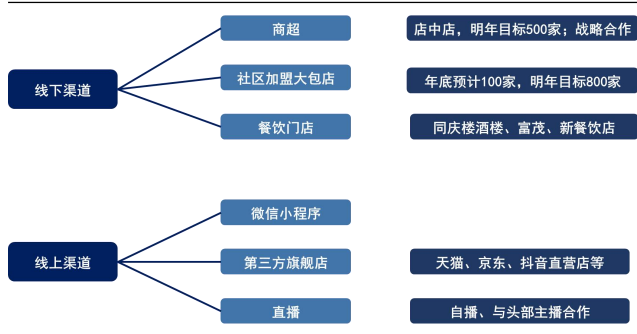 商超
店中店，明年目标500家；战略合作
线下渠道
社区加盟大包店
年底预计100家，明年目标800家
餐饮门店
同庆楼酒楼、富茂、新餐饮店
微信小程序
线上渠道
第三方旗舰店
天猫、京东、抖音直营店等
直播
自播、与头部主播合作